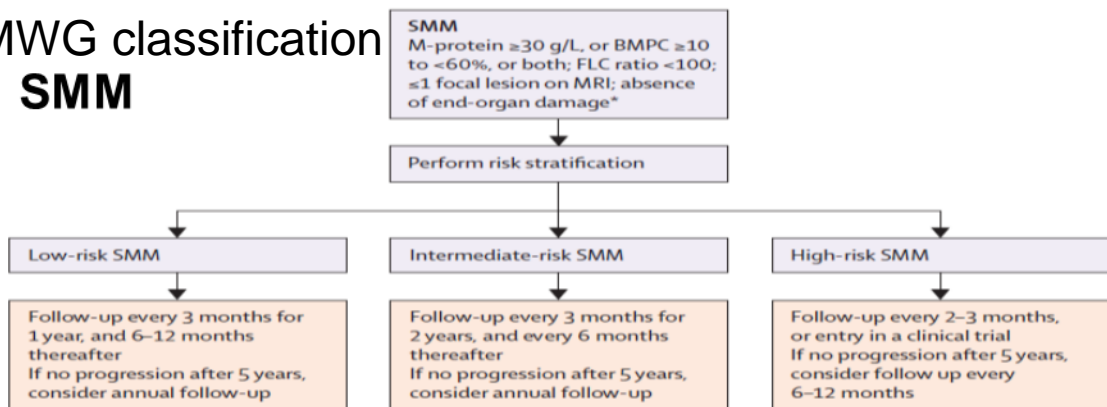 MWG classification
SMM
SMM
M-protein ≥30 g/L, or BMPC ≥10
to <60%, or both; FLC ratio <100;
≤1 focal lesion on MRI; absence
of end-organ damage*
Perform risk stratification
Low-risk SMM
Intermediate-risk SMM
High-risk SMM
Follow-up every 3 months for
1 year, and 6–12 months
thereafter
If no progression after 5 years,
consider annual follow-up
Follow-up every 3 months for
2 years, and every 6 months
thereafter
If no progression after 5 years,
consider annual follow-up
Follow-up every 2–3 months,
or entry in a clinical trial
If no progression after 5 years,
consider follow up every
6–12 months